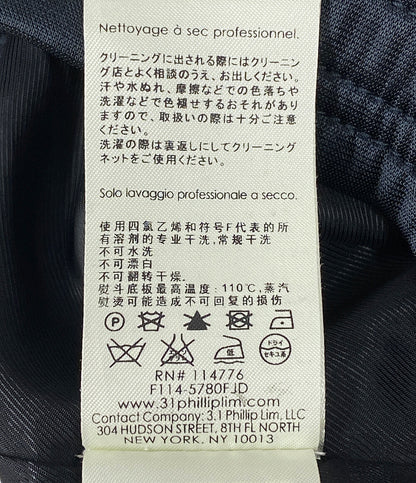 Nettoyage à sec professionnel.
クリーニングに出される際にはクリーニン
グ店とよく相談のうえ、お出しください。
汗や水ぬれ、摩擦などでの色落ちや
洗濯などで色褪せするおそれがあり
ますので、取扱いの際は十分ご注意
ください。
洗濯の際は裏返しにしてクリーニング
ネットをご使用ください。
Solo lavaggio professionale a secco.
使用四氯乙烯和符号F代表的所
有溶剂的专业干洗,常规干洗
不可水洗
不可漂白
不可翻转干燥。
熨斗底板最高温度:110℃,蒸汽
熨烫可能造成不可回复的损伤
P
低 ドライ セキユ系
RN# 114776
F114-5780FJD
www.31philliplim.com
Contact Company: 3.1 Phillip Lim, LLC
304 HUDSON STREET, 8TH FL NORTH
NEW YORK, NY 10013